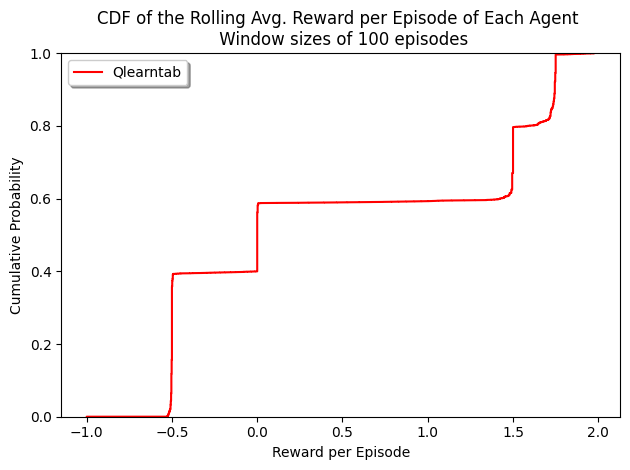 CDF of the Rolling Avg. Reward per Episode of Each Agent
Window sizes of 100 episodes
Qlearntab
1.0
0.8
0.6
0.4
0.2
0.0
Cumulative Probability
−1.0 −0.5 0.0 0.5 1.0 1.5 2.0
Reward per Episode